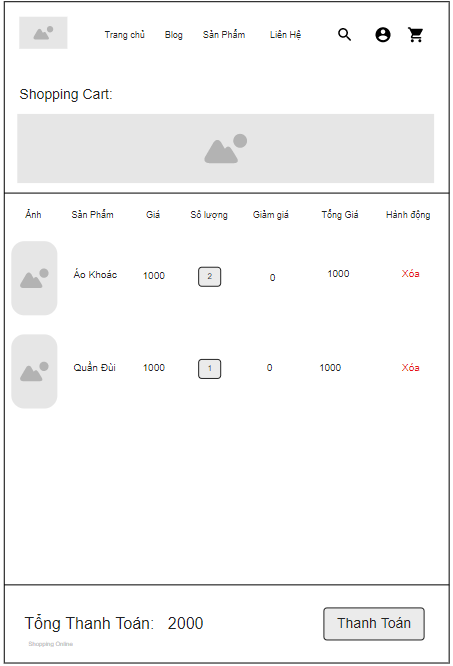 Trang chủ Blog Sản Phẩm Liên Hệ
Shopping Cart:
Ảnh Sản Phẩm Giá Số lượng Giảm giá Tổng Giá Hành động
Áo Khoác 1000 2 0 1000 Xóa
Quần Đùi 1000 1 0 1000 Xóa
Tổng Thanh Toán: 2000 Thanh Toán
Shopping Online